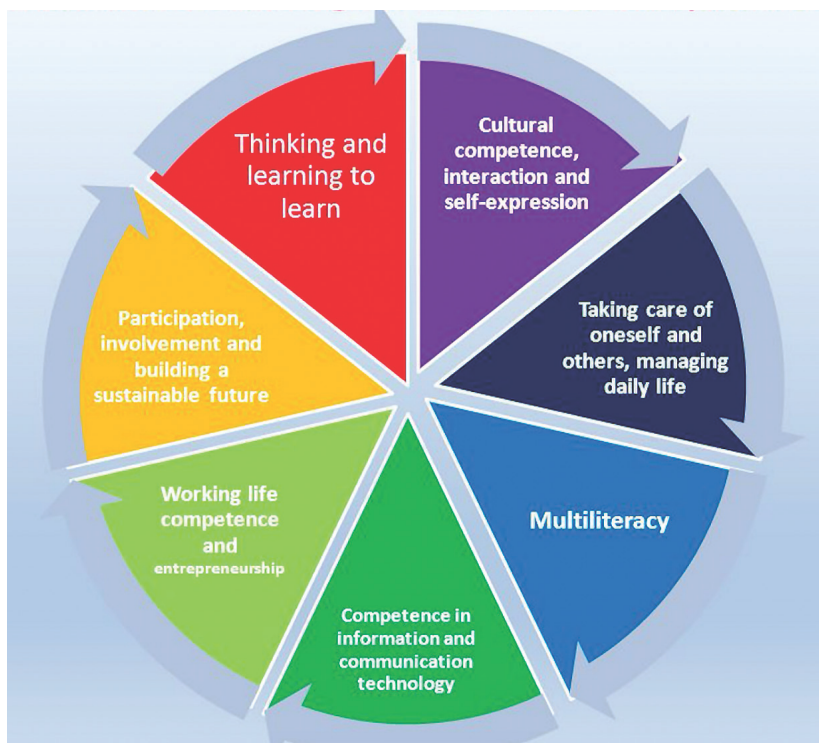 Thinking and
learning to
learn
Cultural
competence,
interaction and
self-expression
Taking care of
oneself and
others, managing
daily life
Multiliteracy
Competence in
information and
communication
technology
Working life
competence
and
entrepreneurship
Participation,
involvement and
building a
sustainable future